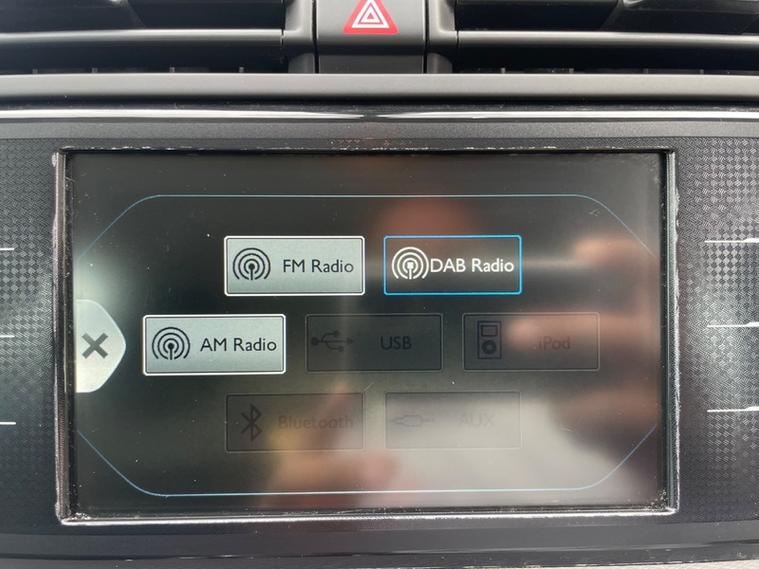 FM Radio
DAB Radio
AM Radio
USB
iPod
Bluetooth
AUX